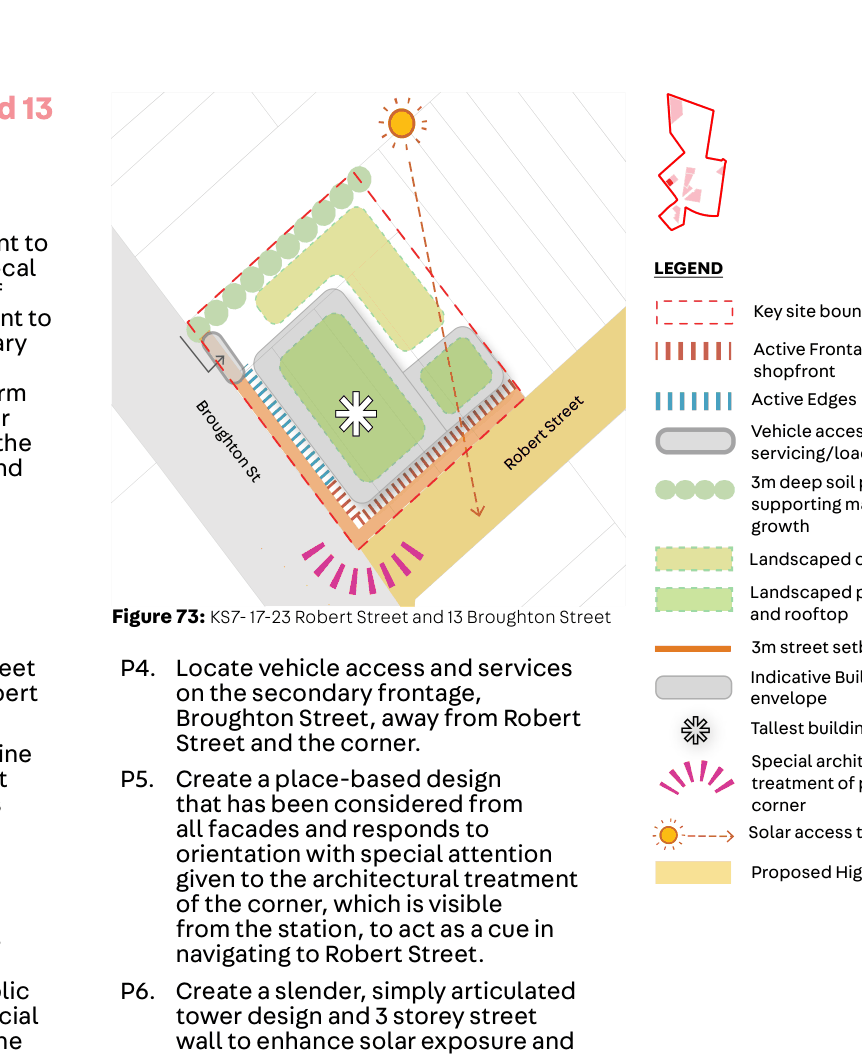 d 13
nt to
cal
nt to
ary
rm
r
the
nd
eet
pert
ine
t
lic
cial
ne
Broughton St
Robert Street
Figure 73: KS7- 17-23 Robert Street and 13 Broughton Street
P4. Locate vehicle access and services
on the secondary frontage,
Broughton Street, away from Robert
Street and the corner.
P5. Create a place-based design
that has been considered from
all facades and responds to
orientation with special attention
given to the architectural treatment
of the corner, which is visible
from the station, to act as a cue in
navigating to Robert Street.
P6. Create a slender, simply articulated
tower design and 3 storey street
wall to enhance solar exposure and
LEGEND
Key site boun
Active Fronta
shopfront
Active Edges
Vehicle acces
servicing/loa
3m deep soil p
supporting ma
growth
Landscaped o
Landscaped p
and rooftop
3m street setb
Indicative Buil
envelope
Tallest buildin
Special archit
treatment of p
corner
Solar access t
Proposed Hig